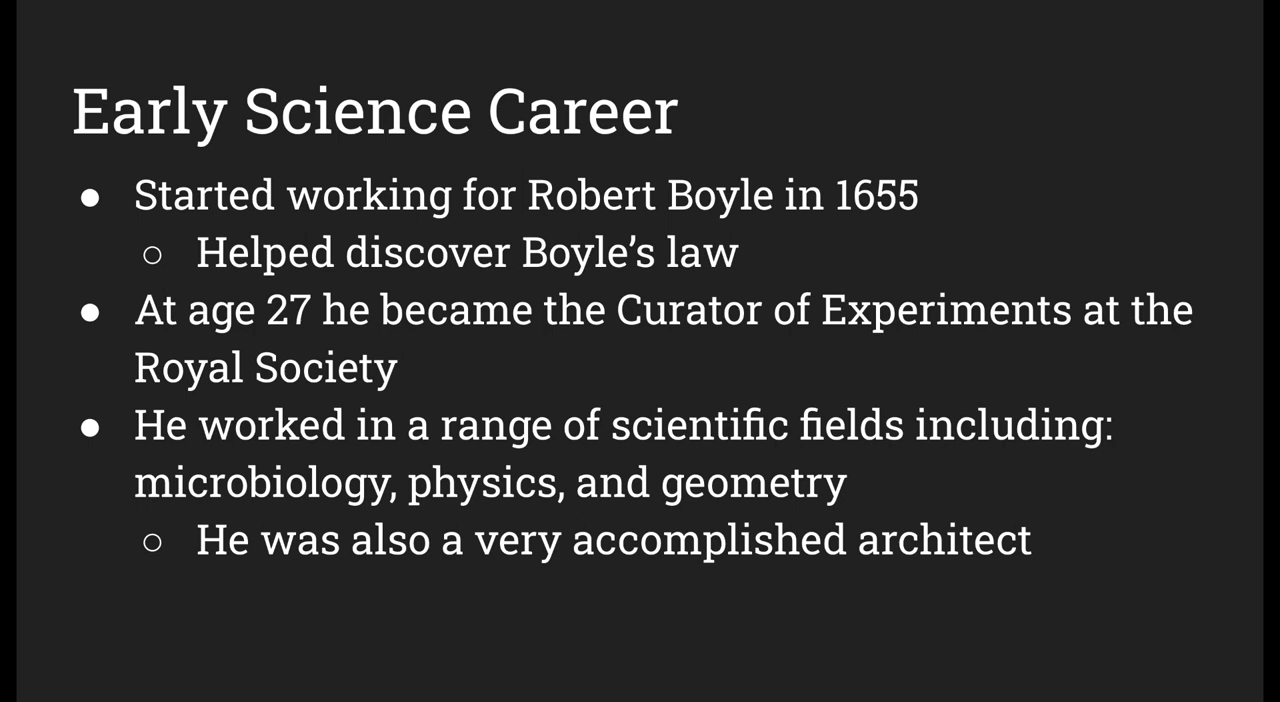 Early Science Career
● Started working for Robert Boyle in 1655
○ Helped discover Boyle’s law
● At age 27 he became the Curator of Experiments at the
Royal Society
● He worked in a range of scientific fields including:
microbiology, physics, and geometry
○ He was also a very accomplished architect